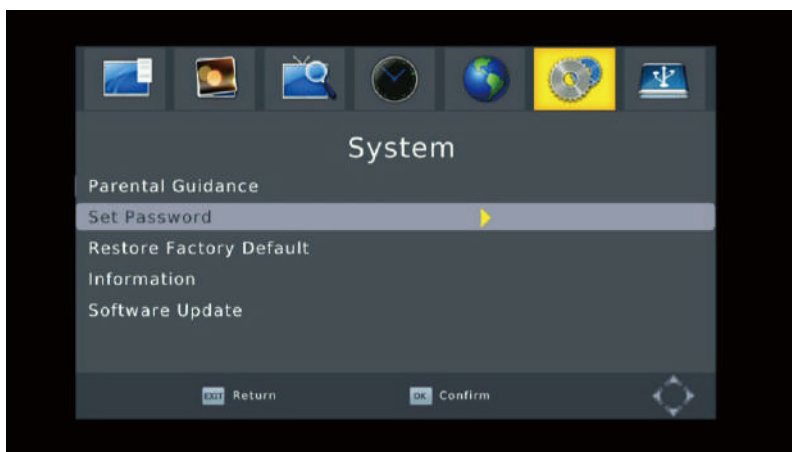 System
Parental Guidance
Set Password
Restore Factory Default
Information
Software Update
EXIT Return OK Confirm